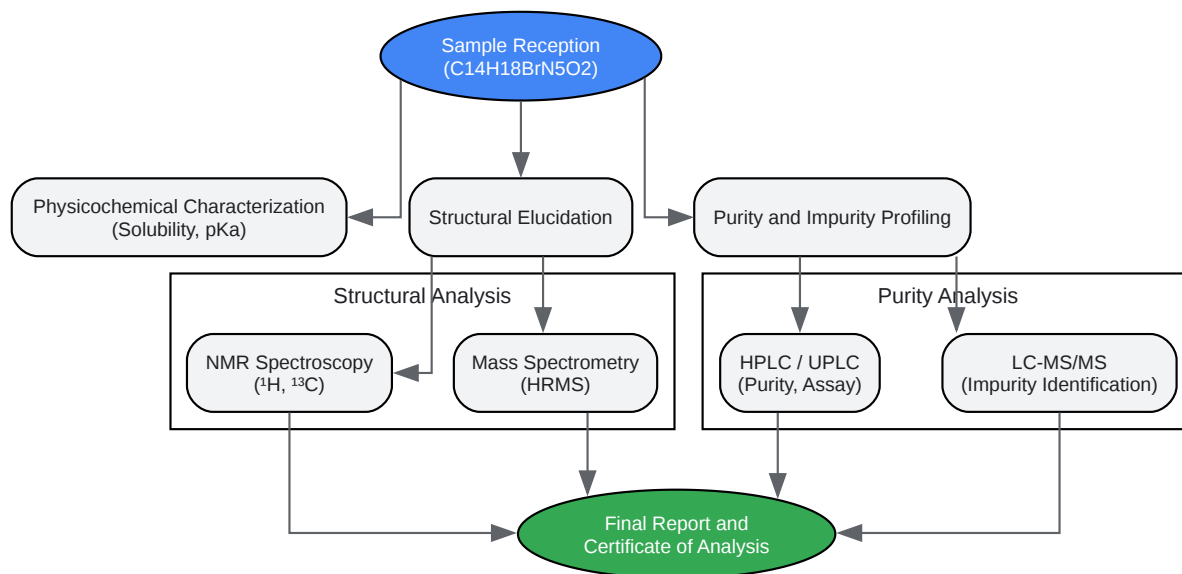 Sample Reception
(C14H18BrN5O2)
Physicochemical Characterization
(Solubility, pKa)
Structural Elucidation
Purity and Impurity Profiling
Structural Analysis
Purity Analysis
NMR Spectroscopy
(¹H, ¹³C)
Mass Spectrometry
(HRMS)
HPLC / UPLC
(Purity, Assay)
LC-MS/MS
(Impurity Identification)
Final Report and
Certificate of Analysis